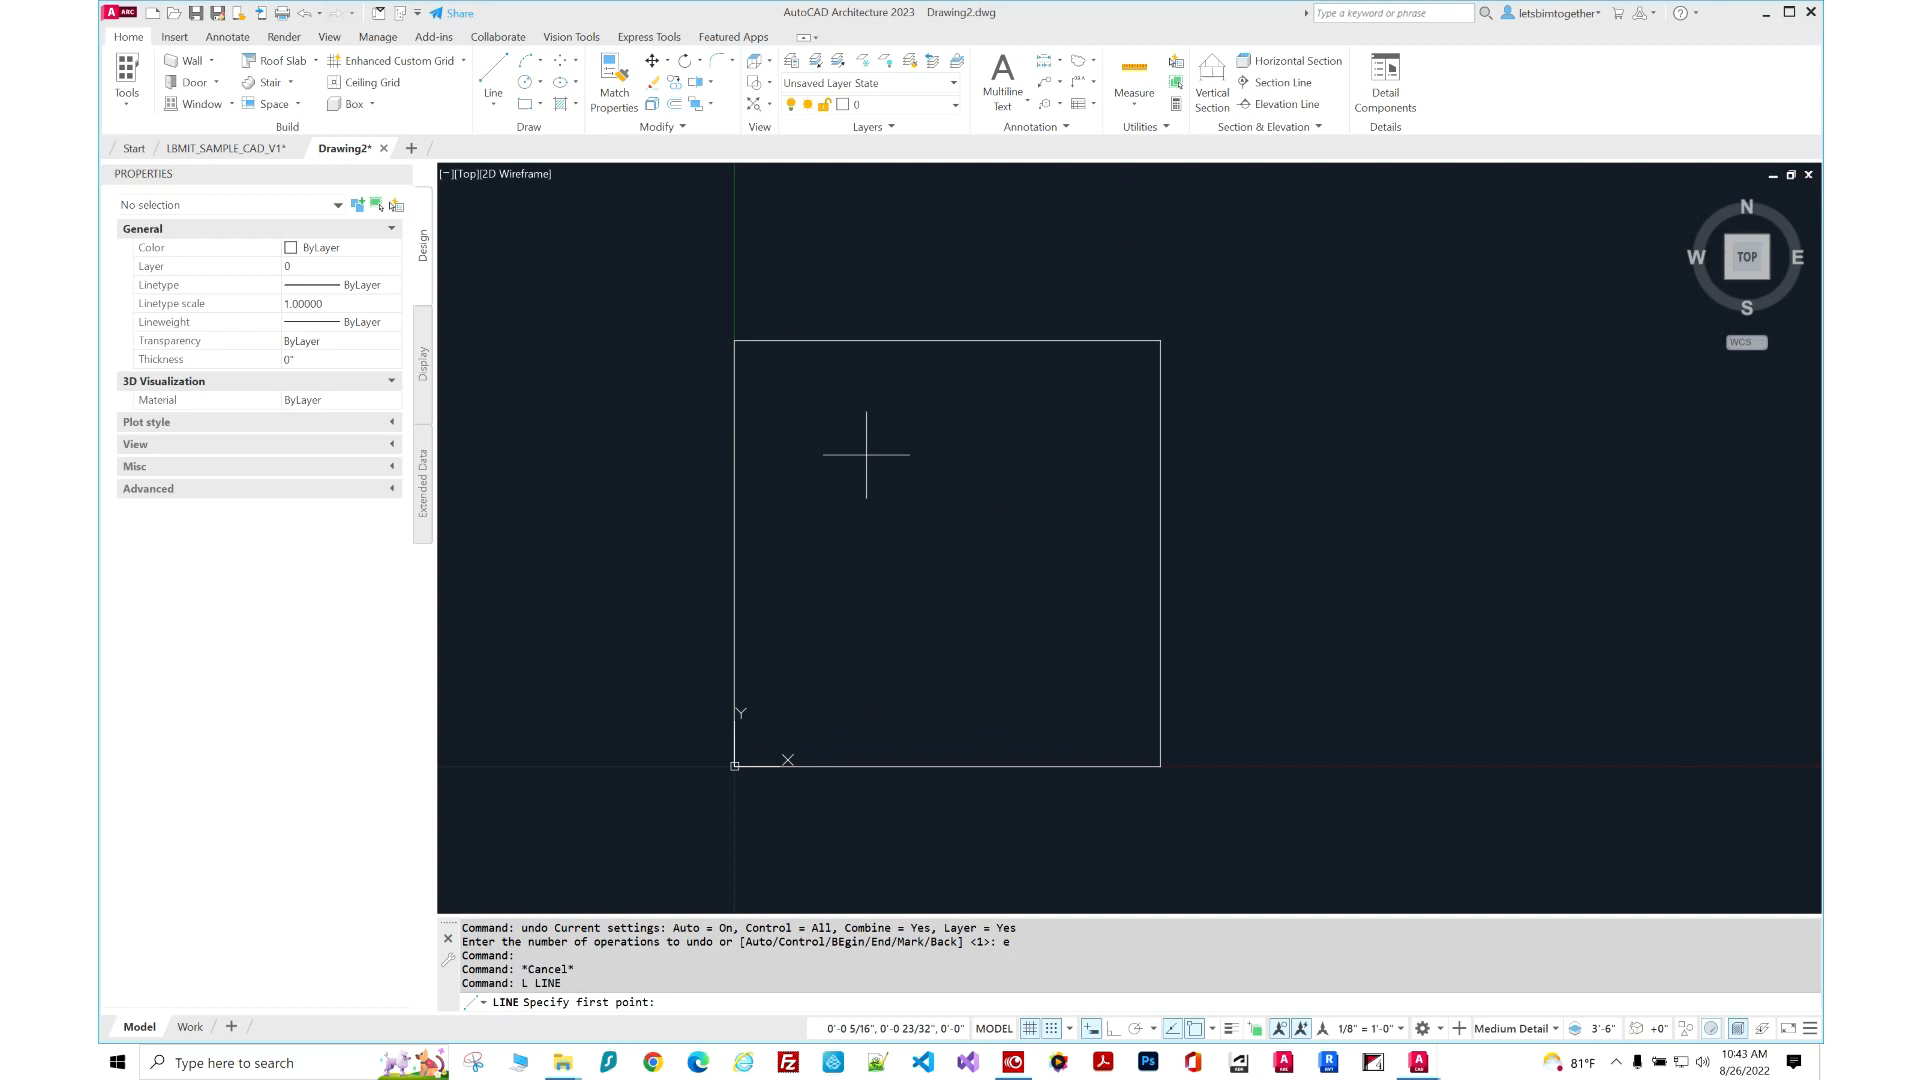 A ARC Share AutoCAD Architecture 2023 Drawing2.dwg Type a keyword or phrase letsbimtogether
Home Insert Annotate Render View Manage Add-ins Collaborate Vision Tools Express Tools Featured Apps
Wall Roof Slab Enhanced Custom Grid
Door Stair Ceiling Grid
Window Space Box
Tools
Build
Line
Draw
Match
Properties
Modify
View
Unsaved Layer State
0
Layers
A
Multiline
Text
Annotation
Measure
Utilities
Vertical
Section
Horizontal Section
Section Line
Elevation Line
Section & Elevation
Detail
Components
Details
Start LBMIT_SAMPLE_CAD_V1* Drawing2*
PROPERTIES
No selection
General
Color ByLayer
Layer 0
Linetype ByLayer
Linetype scale 1.00000
Lineweight ByLayer
Transparency ByLayer
Thickness 0"
3D Visualization
Material ByLayer
Plot style
View
Misc
Advanced
Design
Display
Extended Data
[−][Top][2D Wireframe]
N
W TOP E
S
WCS
Y
X
Command: undo Current settings: Auto = On, Control = All, Combine = Yes, Layer = Yes
Enter the number of operations to undo or [Auto/Control/BEgin/End/Mark/Back] <1>: e
Command:
Command: *Cancel*
Command: L LINE
LINE Specify first point:
Model Work
0'-0 5/16", 0'-0 23/32", 0'-0" MODEL 1/8" = 1'-0" Medium Detail 3'-6" +0"
Type here to search
81°F
10:43 AM
8/26/2022